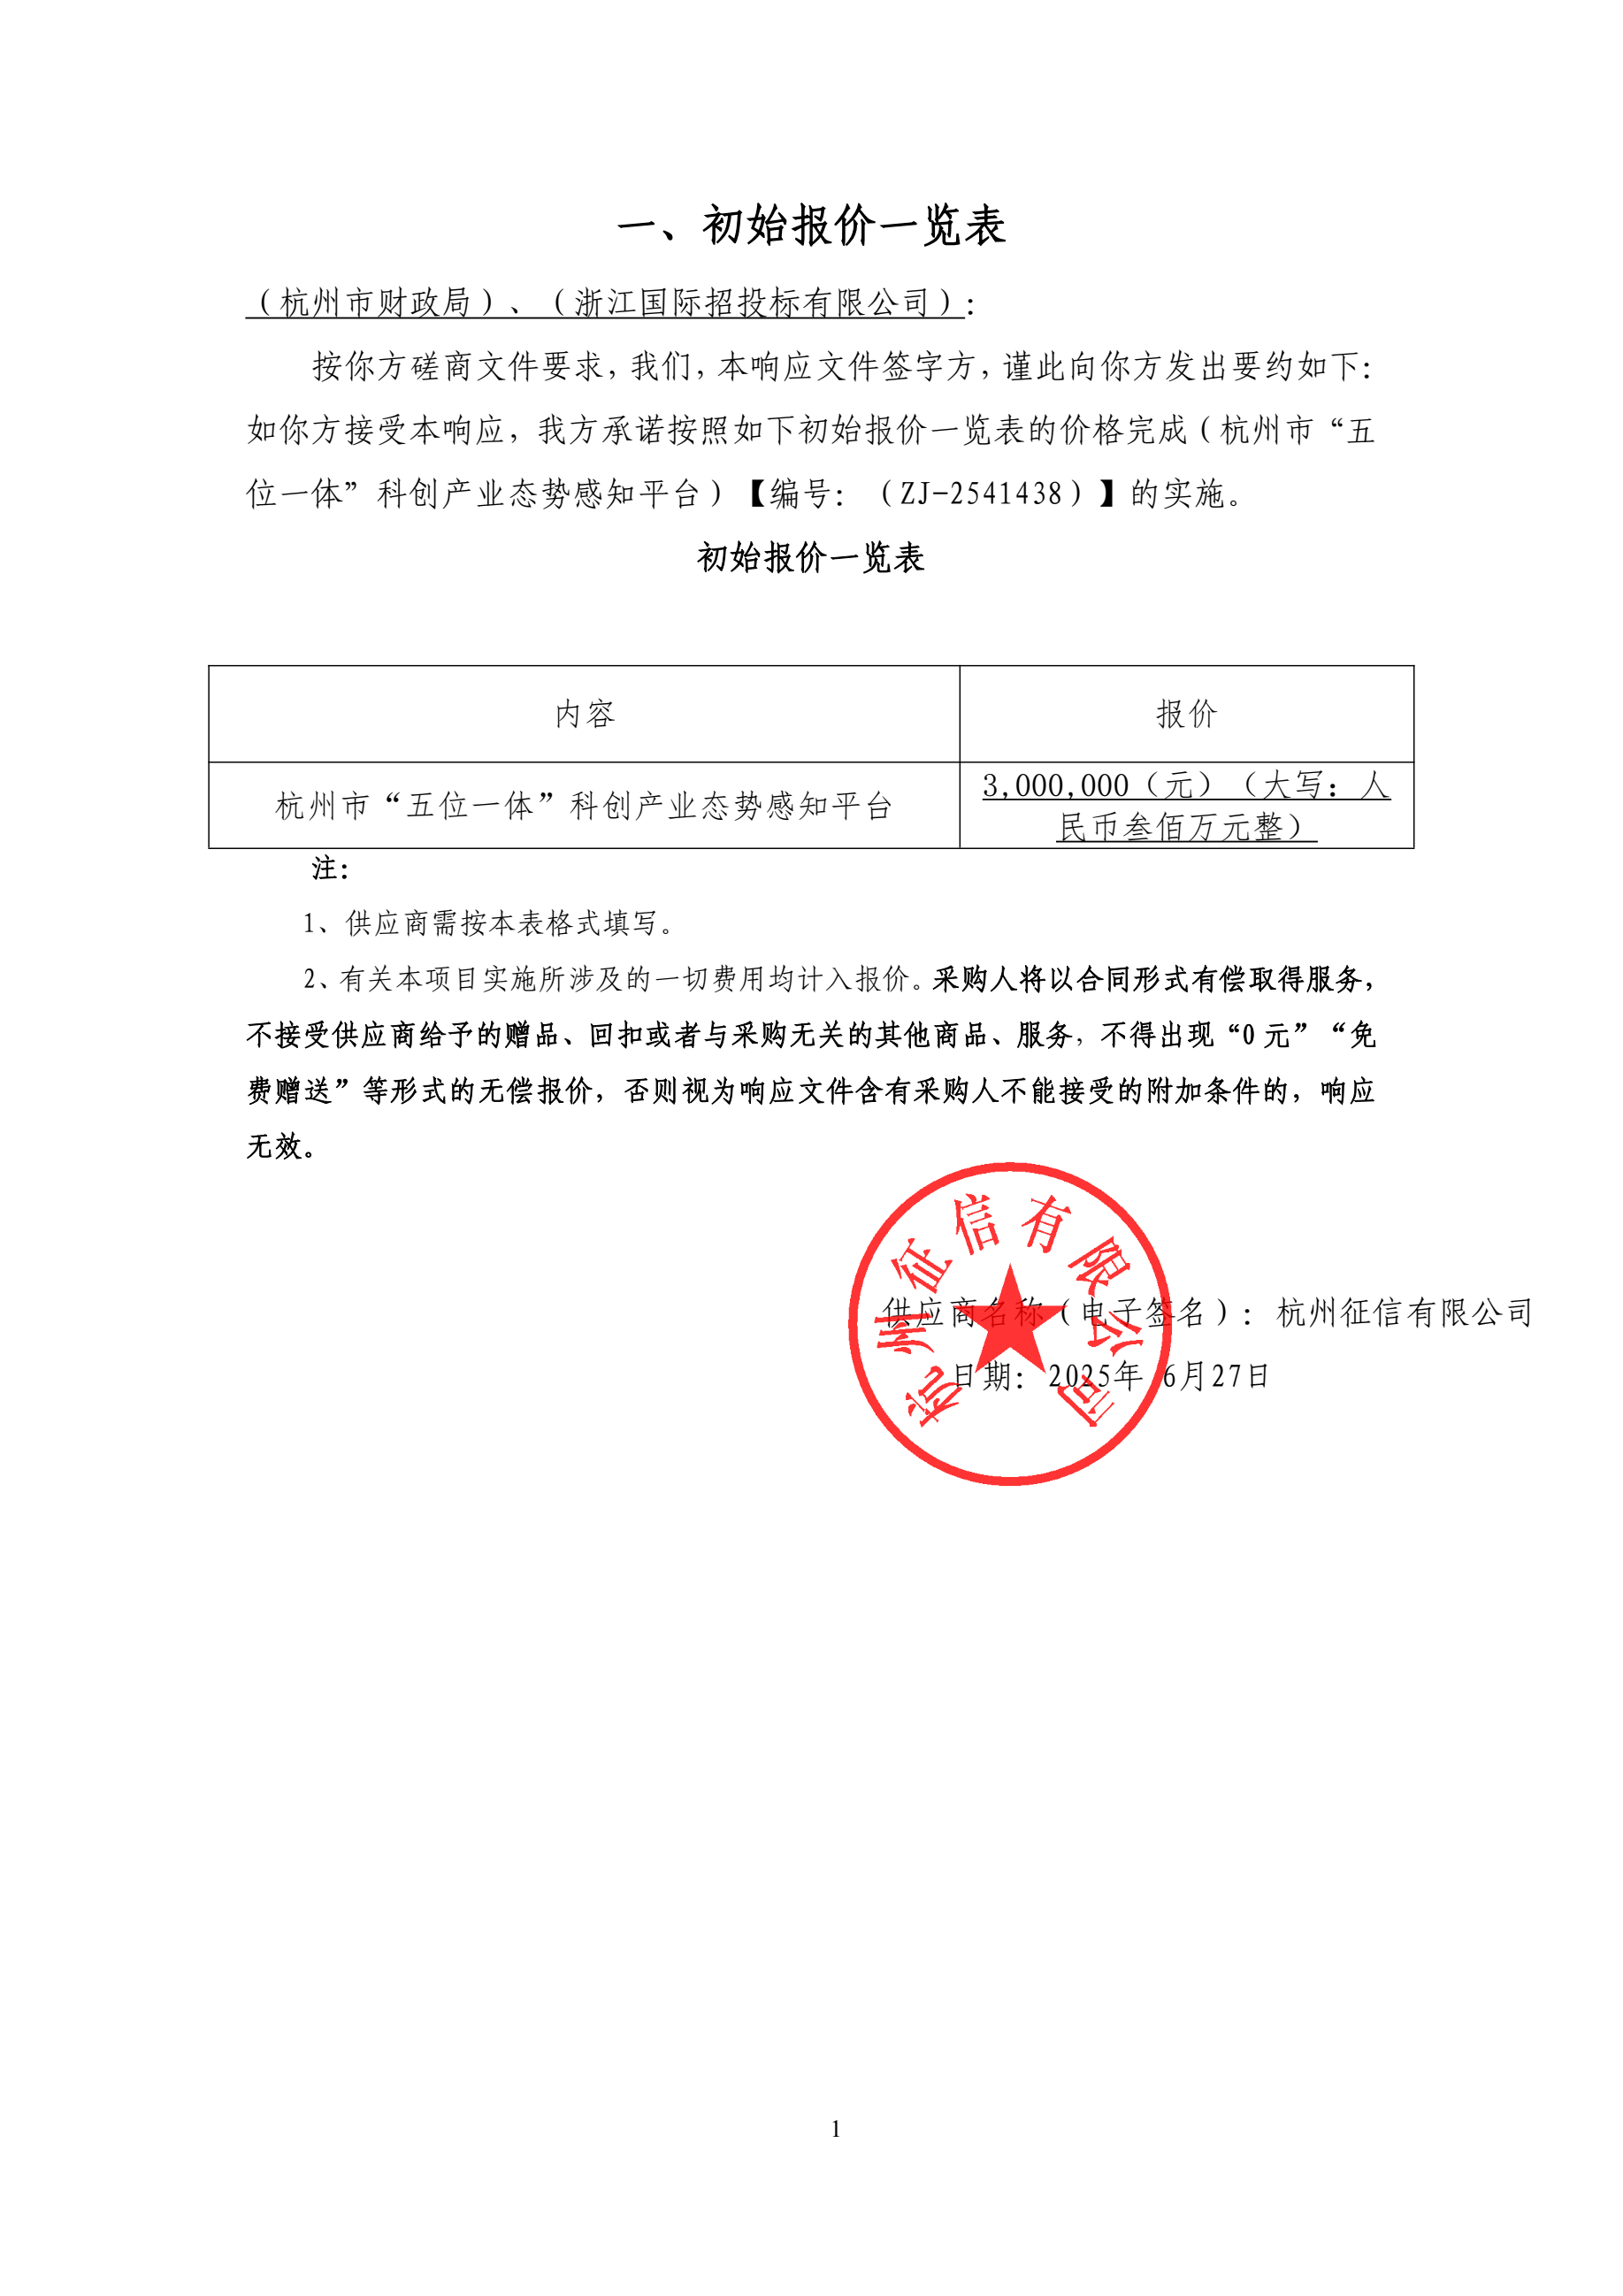 一、初始报价一览表
（杭州市财政局）、（浙江国际招投标有限公司）：
按你方磋商文件要求，我们，本响应文件签字方，谨此向你方发出要约如下：
如你方接受本响应，我方承诺按照如下初始报价一览表的价格完成（杭州市“五
位一体”科创产业态势感知平台）【编号：（ZJ-2541438）】的实施。
初始报价一览表
内容
报价
杭州市“五位一体”科创产业态势感知平台
3,000,000（元）（大写：人
民币叁佰万元整）
注：
1、供应商需按本表格式填写。
2、有关本项目实施所涉及的一切费用均计入报价。采购人将以合同形式有偿取得服务，
不接受供应商给予的赠品、回扣或者与采购无关的其他商品、服务，不得出现“0 元”“免
费赠送”等形式的无偿报价，否则视为响应文件含有采购人不能接受的附加条件的，响应
无效。
杭州征信有限公司
供应商名称（电子签名）：杭州征信有限公司
日期：2025年 6月27日
1